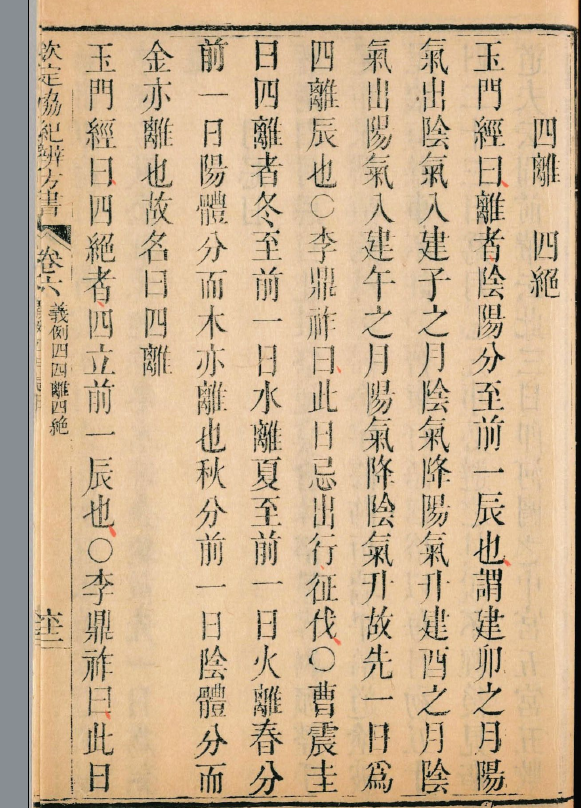 四離　四絕
玉門經曰離者陰陽分至前一辰也謂建卯之月陽
氣出陰氣入建子之月陰氣降陽氣升建酉之月陰
氣出陽氣入建午之月陽氣降陰氣升故先一日為
四離辰也○李鼎祚曰此日忌出行征伐○曹震圭
曰四離者冬至前一日水離夏至前一日火離春分
前一日陽體分而木亦離也秋分前一日陰體分而
金亦離也故名曰四離
玉門經曰四絕者四立前一辰也○李鼎祚曰此日
欽定協紀辨方書
卷六
義例四四離四絕